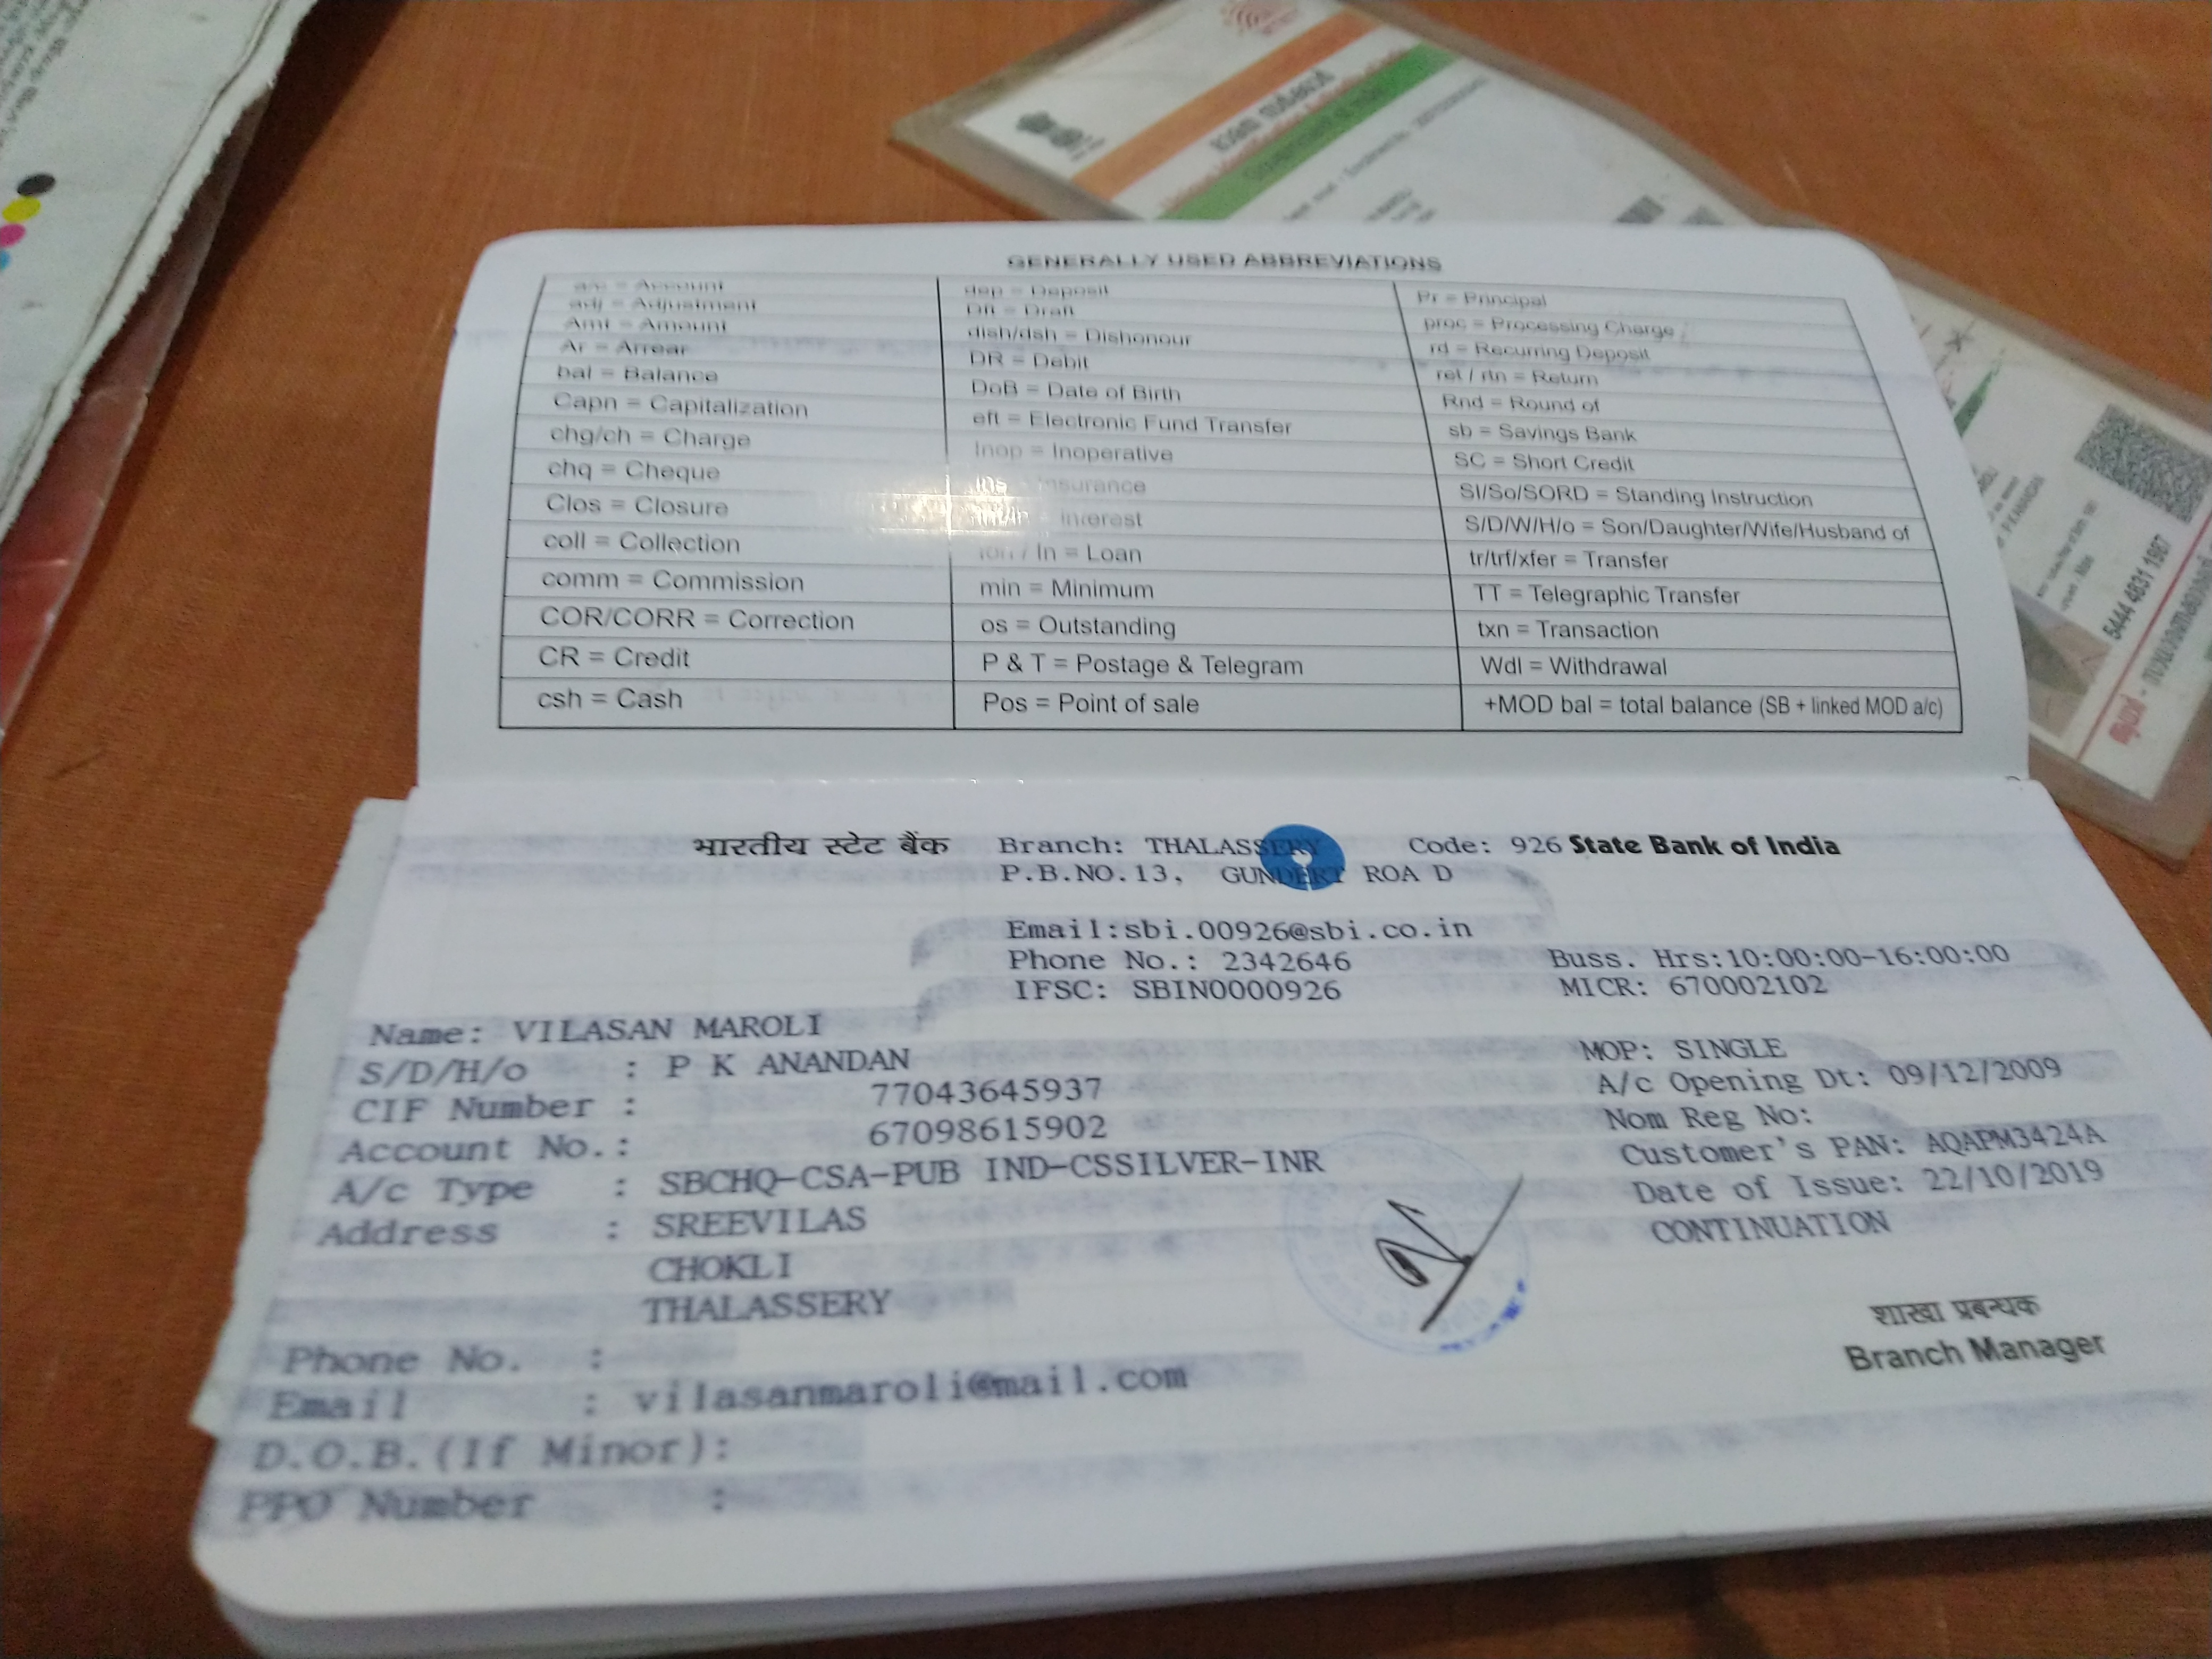 GENERALLY USED ABBREVIATIONS
a/c = Account
adj = Adjustment
Amt = Amount
Ar = Arrear
bal = Balance
Capn = Capitalization
chg/ch = Charge
chq = Cheque
Clos = Closure
coll = Collection
comm = Commission
COR/CORR = Correction
CR = Credit
csh = Cash
dep = Deposit
Dft = Draft
dish/dsh = Dishonour
DR = Debit
DoB = Date of Birth
eft = Electronic Fund Transfer
Inop = Inoperative
Ins Insurance
Interest
/ ln = Loan
min = Minimum
os = Outstanding
P & T = Postage & Telegram
Pos = Point of sale
Pr = Principal
proc = Processing Charge
rd = Recurring Deposit
ret / rtn = Return
Rnd = Round of
sb = Savings Bank
SC = Short Credit
SI/So/SORD = Standing Instruction
S/D/W/H/o = Son/Daughter/Wife/Husband of
tr/trf/xfer = Transfer
TT = Telegraphic Transfer
txn = Transaction
Wdl = Withdrawal
+MOD bal = total balance (SB + linked MOD a/c)
5444 4831 1987
भारतीय स्टेट बैंक Branch: THALASSERY Code: 926 State Bank of India
P.B.NO.13, GUNDERT ROA D
Email:sbi.00926@sbi.co.in
Phone No.: 2342646 Buss. Hrs:10:00:00-16:00:00
IFSC: SBIN0000926 MICR: 670002102
Name: VILASAN MAROLI
S/D/H/o : P K ANANDAN MOP: SINGLE
CIF Number : 77043645937 A/c Opening Dt: 09/12/2009
Account No.: 67098615902 Nom Reg No:
A/c Type : SBCHQ-CSA-PUB IND-CSSILVER-INR Customer's PAN: AQAPM3424A
Address : SREEVILAS Date of Issue: 22/10/2019
CHOKLI CONTINUATION
THALASSERY
Phone No. :
Email : vilasanmaroli@mail.com
D.O.B.(If Minor):
PPO Number :
शाखा प्रबन्धक
Branch Manager